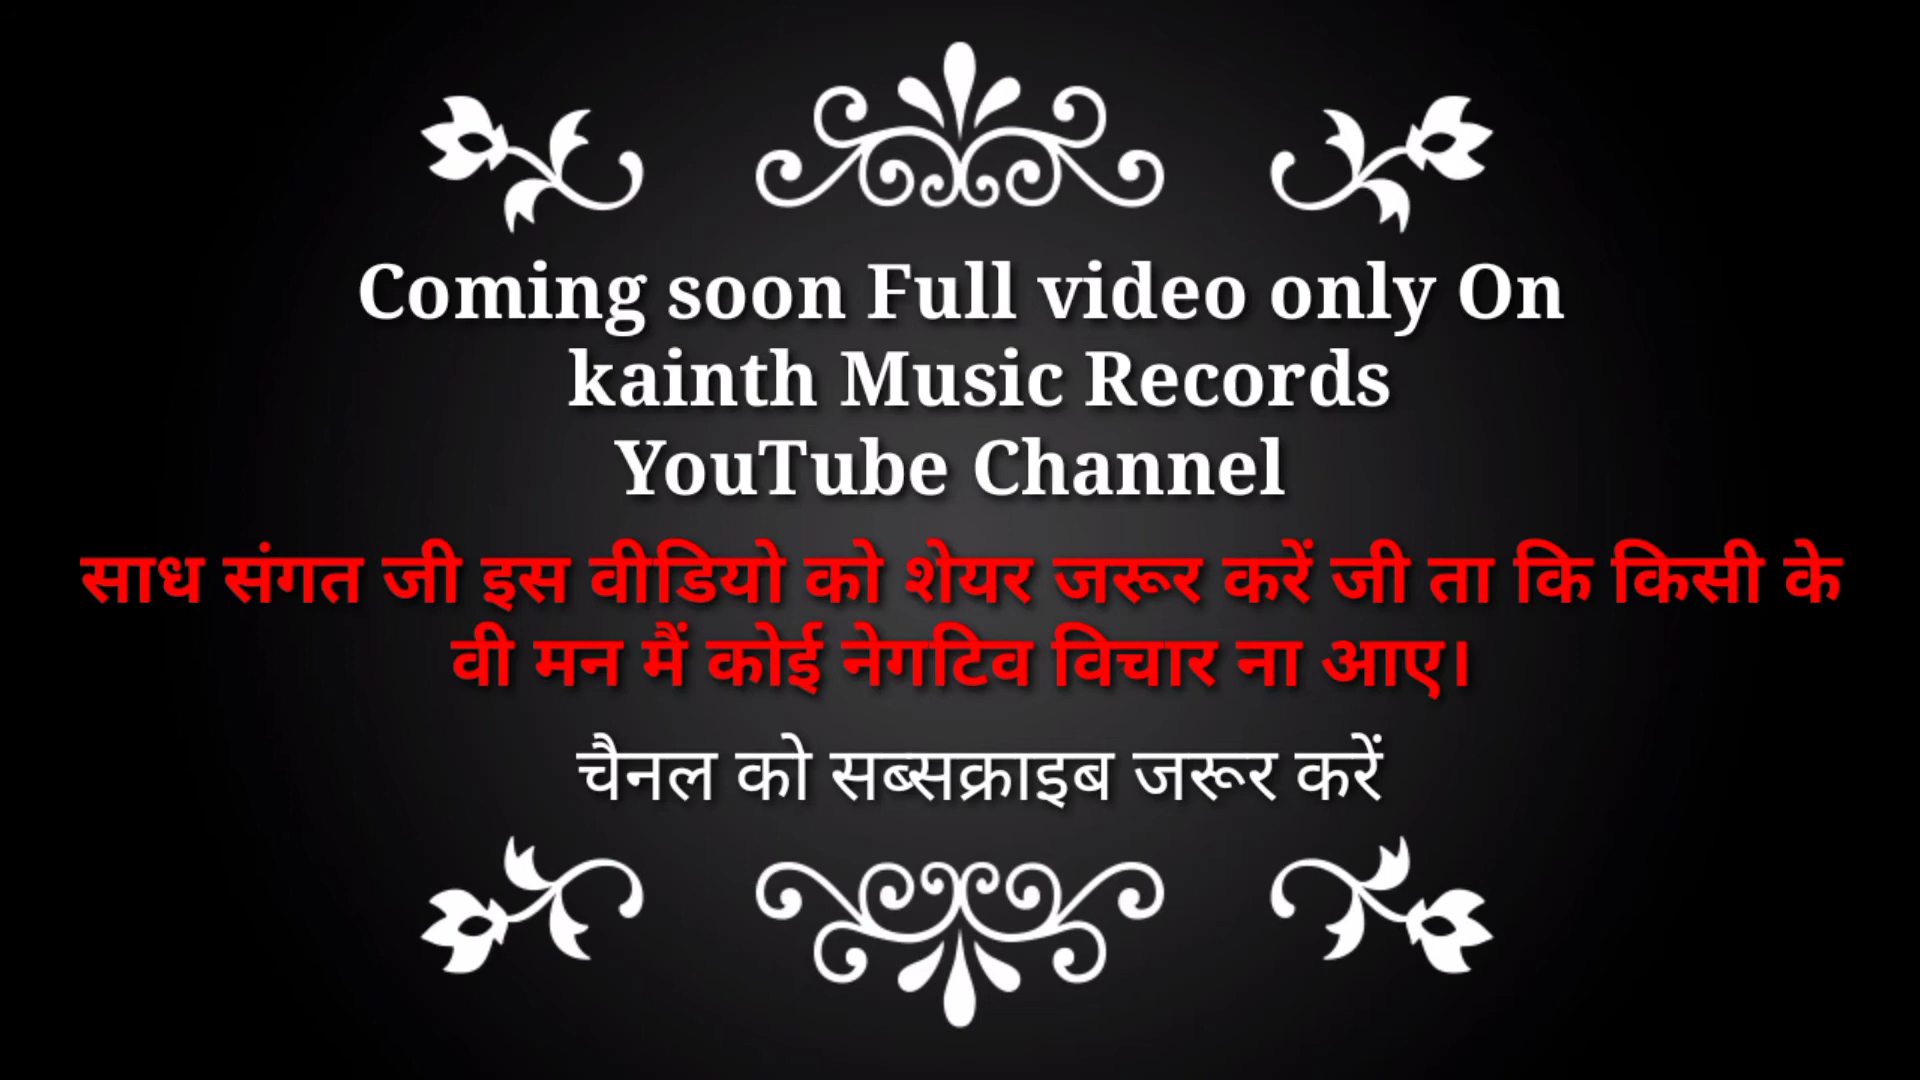 Coming soon Full video only On
kainth Music Records
YouTube Channel
साध संगत जी इस वीडियो को शेयर जरूर करें जी ता कि किसी के
वी मन मैं कोई नेगटिव विचार ना आए।
चैनल को सब्सक्राइब जरूर करें